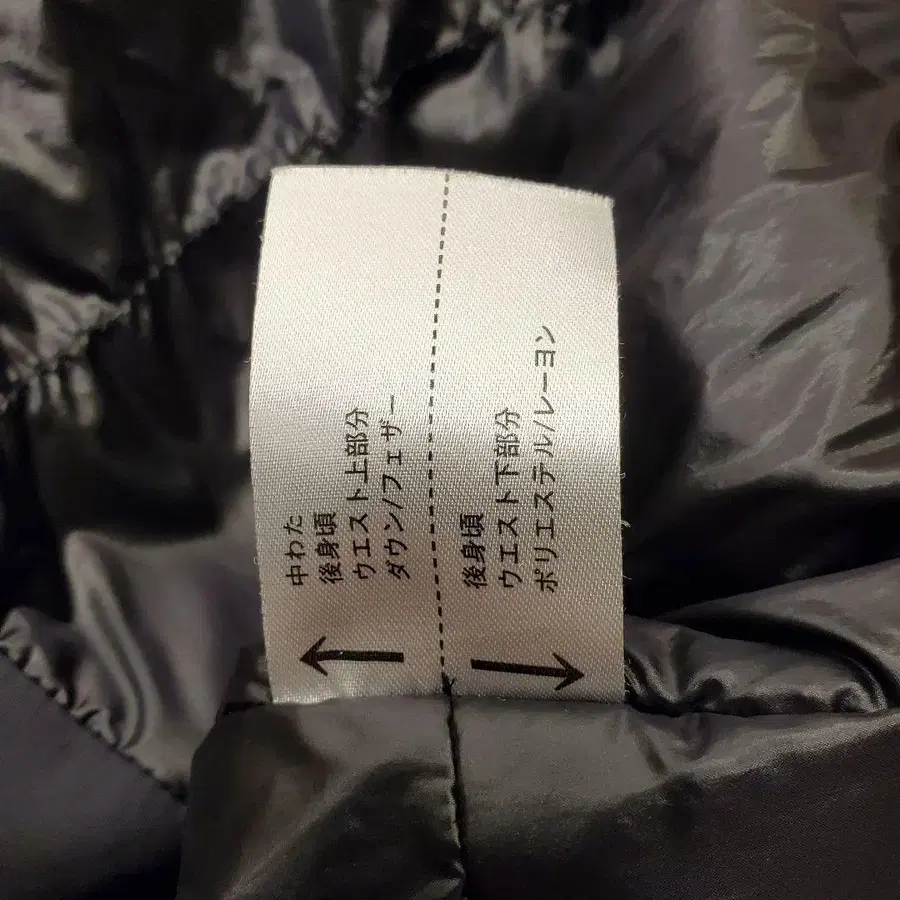 中わた
後身頃
ウエスト上部分
ダウン/フェザー
後身頃
ウエスト下部分
ポリエステル/レーヨン